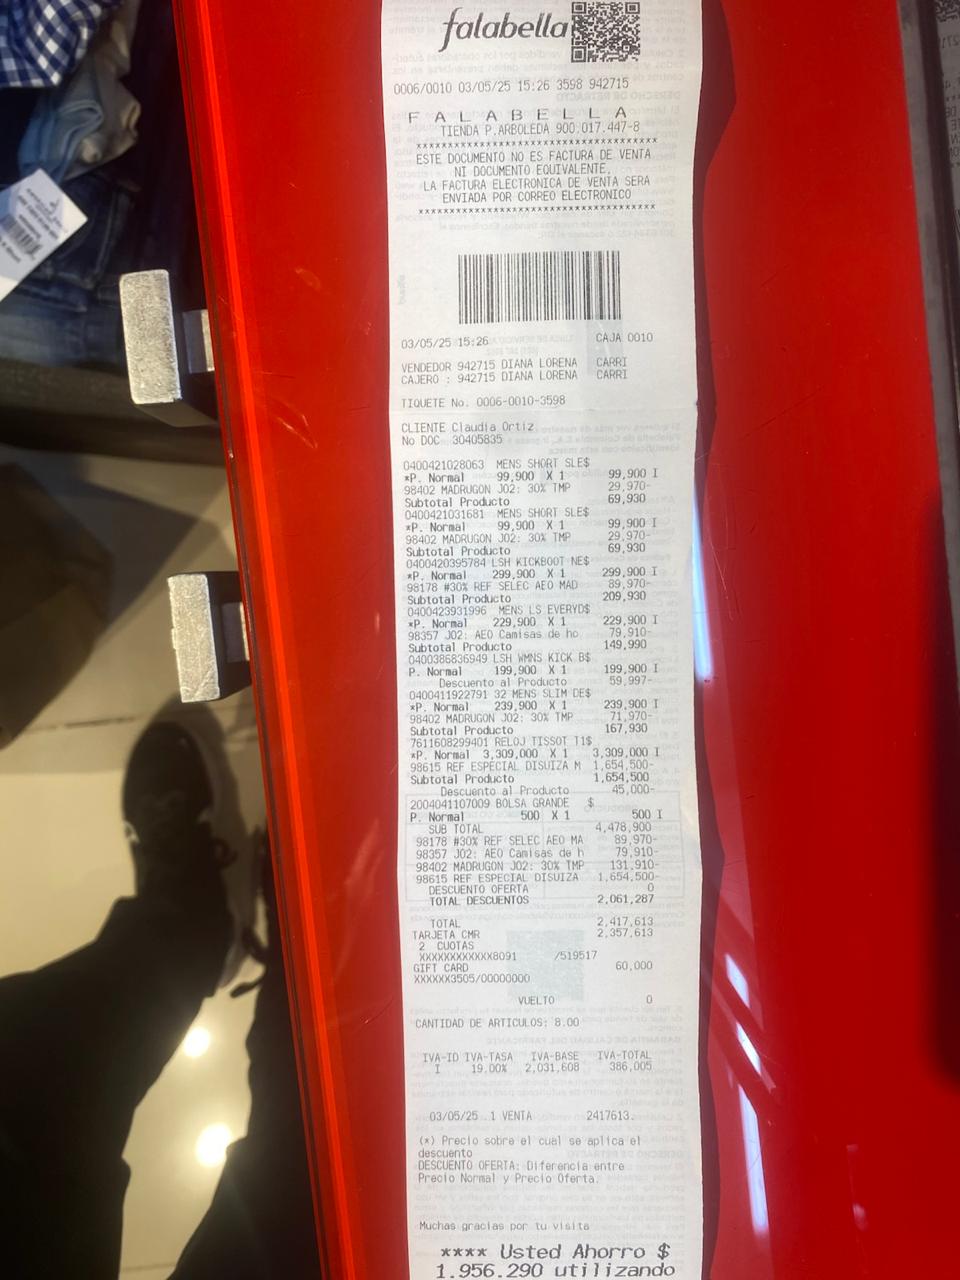 falabella
0006/0010 03/05/25 15:26 3598 942715
F A L A B E L L A
TIENDA P.ARBOLEDA 900.017.447-8
************************************
ESTE DOCUMENTO NO ES FACTURA DE VENTA
NI DOCUMENTO EQUIVALENTE.
LA FACTURA ELECTRONICA DE VENTA SERA
ENVIADA POR CORREO ELECTRONICO
************************************
03/05/25 15:26 CAJA 0010
VENDEDOR 942715 DIANA LORENA CARRI
CAJERO : 942715 DIANA LORENA CARRI
TIQUETE No. 0006-0010-3598
CLIENTE Claudia Ortiz
No DOC 30405835
0400421028063 MENS SHORT SLE$
*P. Normal 99,900 X 1 99,900 I
98402 MADRUGON J02: 30% TMP 29,970-
Subtotal Producto 69,930
0400421031681 MENS SHORT SLE$
*P. Normal 99,900 X 1 99,900 I
98402 MADRUGON J02: 30% TMP 29,970-
Subtotal Producto 69,930
0400420395784 LSH KICKBOOT NE$
*P. Normal 299,900 X 1 299,900 I
98178 #30% REF SELEC AEO MAD 89,970-
Subtotal Producto 209,930
0400423931996 MENS LS EVERYD$
*P. Normal 229,900 X 1 229,900 I
98357 J02: AEO Camisas de ho 79,910-
Subtotal Producto 149,990
0400386836949 LSH WMNS KICK B$
P. Normal 199,900 X 1 199,900 I
Descuento al Producto 59,997-
0400411922791 32 MENS SLIM DE$
*P. Normal 239,900 X 1 239,900 I
98402 MADRUGON J02: 30% TMP 71,970-
Subtotal Producto 167,930
7611608299401 RELOJ TISSOT T1$
*P. Normal 3,309,000 X 1 3,309,000 I
98615 REF ESPECIAL DISUIZA M 1,654,500-
Subtotal Producto 1,654,500
Descuento al Producto 45,000-
2004041107009 BOLSA GRANDE $
P. Normal 500 X 1 500 I
SUB TOTAL 4,478,900
98178 #30% REF SELEC AEO MA 89,970-
98357 J02: AEO Camisas de h 79,910-
98402 MADRUGON J02: 30% TMP 131,910-
98615 REF ESPECIAL DISUIZA 1,654,500-
DESCUENTO OFERTA 0
TOTAL DESCUENTOS 2,061,287
TOTAL 2,417,613
TARJETA CMR 2,357,613
2 CUOTAS
XXXXXXXXXXXX8091 /519517
GIFT CARD 60,000
XXXXXX3505/00000000
VUELTO 0
CANTIDAD DE ARTICULOS: 8.00
IVA-ID IVA-TASA IVA-BASE IVA-TOTAL
I 19.00% 2,031,608 386,005
03/05/25 1 VENTA 2417613.
(*) Precio sobre el cual se aplica el
descuento
DESCUENTO OFERTA: Diferencia entre
Precio Normal y Precio Oferta.
Muchas gracias por tu visita
**** Usted Ahorro $
1.956.290 utilizando